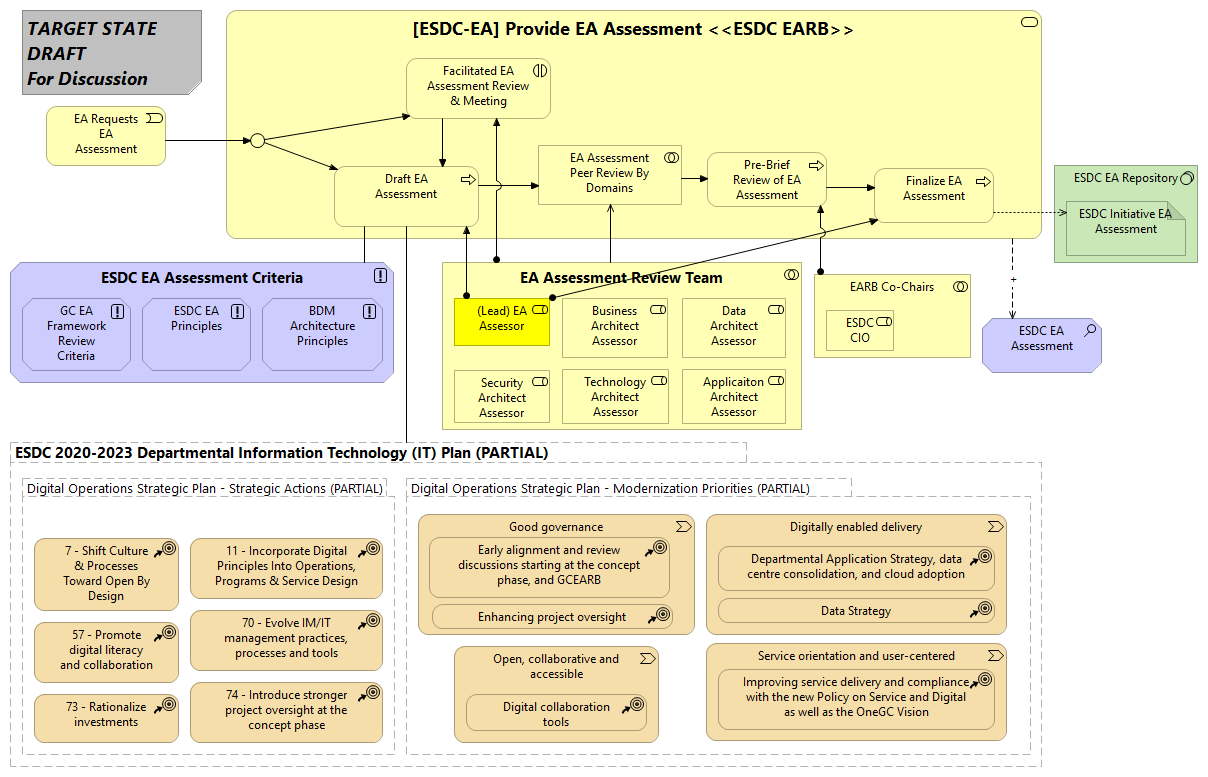 TARGET STATE
DRAFT
For Discussion
[ESDC-EA] Provide EA Assessment <<ESDC EARB>>
EA Requests
EA
Assessment
Facilitated EA
Assessment Review
& Meeting
Draft EA
Assessment
EA Assessment
Peer Review By
Domains
Pre-Brief
Review of EA
Assessment
Finalize EA
Assessment
ESDC EA Repository
ESDC Initiative EA
Assessment
ESDC EA Assessment Criteria
GC EA
Framework
Review
Criteria
ESDC EA
Principles
BDM
Architecture
Principles
EA Assessment Review Team
(Lead) EA
Assessor
Business
Architect
Assessor
Data
Architect
Assessor
Security
Architect
Assessor
Technology
Architect
Assessor
Applicaiton
Architect
Assessor
EARB Co-Chairs
ESDC
CIO
+
ESDC EA
Assessment
ESDC 2020-2023 Departmental Information Technology (IT) Plan (PARTIAL)
Digital Operations Strategic Plan - Strategic Actions (PARTIAL)
7 - Shift Culture
& Processes
Toward Open By
Design
11 - Incorporate Digital
Principles Into Operations,
Programs & Service Design
57 - Promote
digital literacy
and collaboration
70 - Evolve IM/IT
management practices,
processes and tools
73 - Rationalize
investments
74 - Introduce stronger
project oversight at the
concept phase
Digital Operations Strategic Plan - Modernization Priorities (PARTIAL)
Good governance
Early alignment and review
discussions starting at the concept
phase, and GCEARB
Enhancing project oversight
Digitally enabled delivery
Departmental Application Strategy, data
centre consolidation, and cloud adoption
Data Strategy
Open, collaborative and
accessible
Digital collaboration
tools
Service orientation and user-centered
Improving service delivery and compliance
with the new Policy on Service and Digital
as well as the OneGC Vision